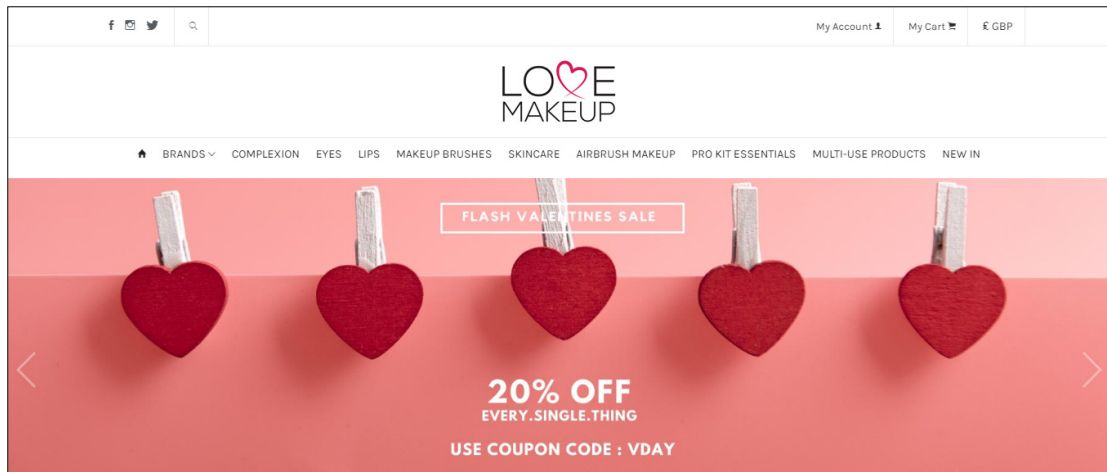 My Account
My Cart
£ GBP
LOVE
MAKEUP
BRANDS COMPLEXION EYES LIPS MAKEUP BRUSHES SKINCARE AIRBRUSH MAKEUP PRO KIT ESSENTIALS MULTI-USE PRODUCTS NEW IN
FLASH VALENTINES SALE
20% OFF
EVERY.SINGLE.THING
USE COUPON CODE : VDAY